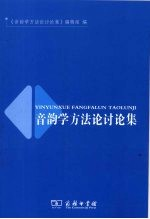 《音韵学方法论讨论集》编辑组 编
YINYUNXUE FANGFALUN TAOLUNJI
音韵学方法论讨论集
商务印书馆
The Commercial Press